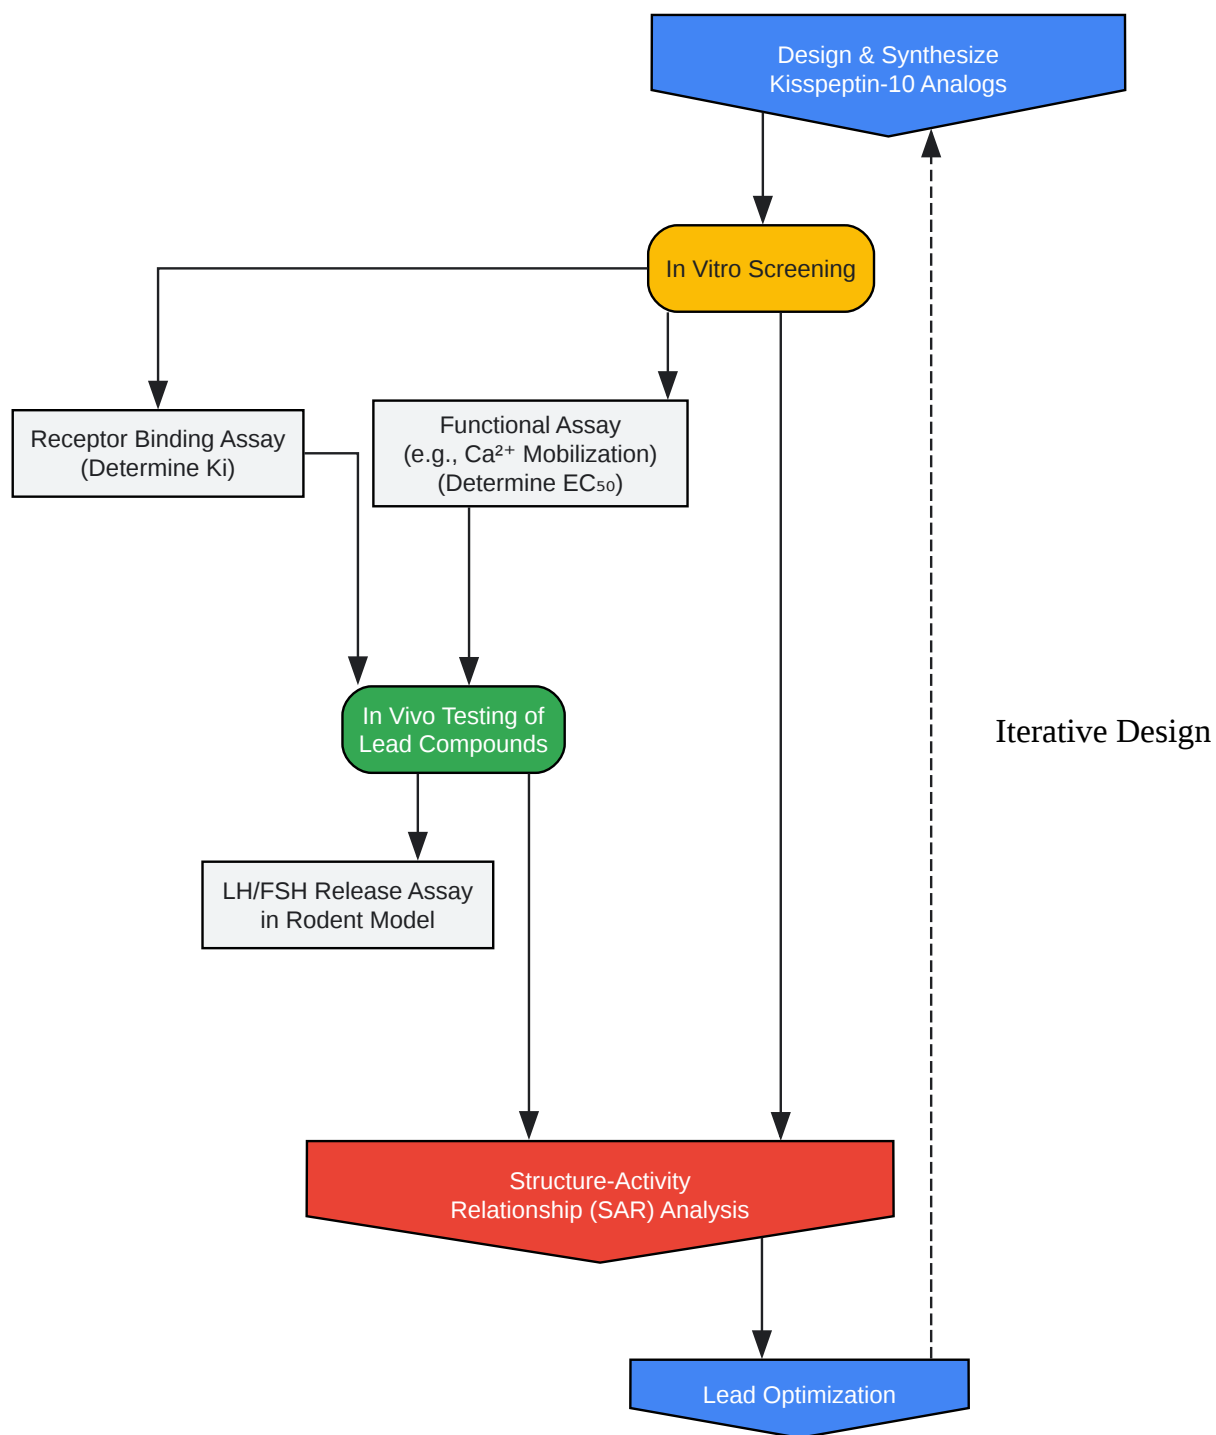 Design & Synthesize
Kisspeptin-10 Analogs
In Vitro Screening
Receptor Binding Assay
(Determine Ki)
Functional Assay
(e.g., Ca²⁺ Mobilization)
(Determine EC₅₀)
In Vivo Testing of
Lead Compounds
Iterative Design
LH/FSH Release Assay
in Rodent Model
Structure-Activity
Relationship (SAR) Analysis
Lead Optimization